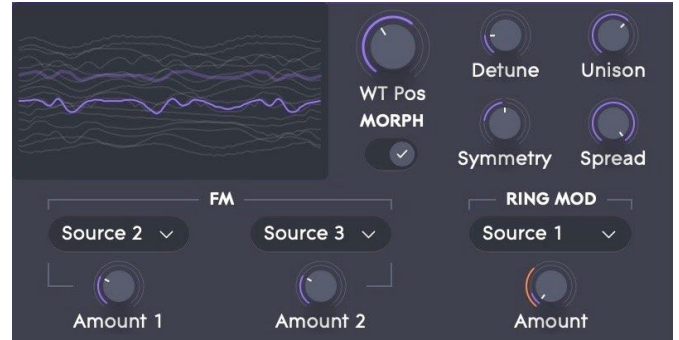 WT Pos
MORPH
Detune
Unison
Symmetry
Spread
FM
RING MOD
Source 2
Source 3
Source 1
Amount 1
Amount 2
Amount